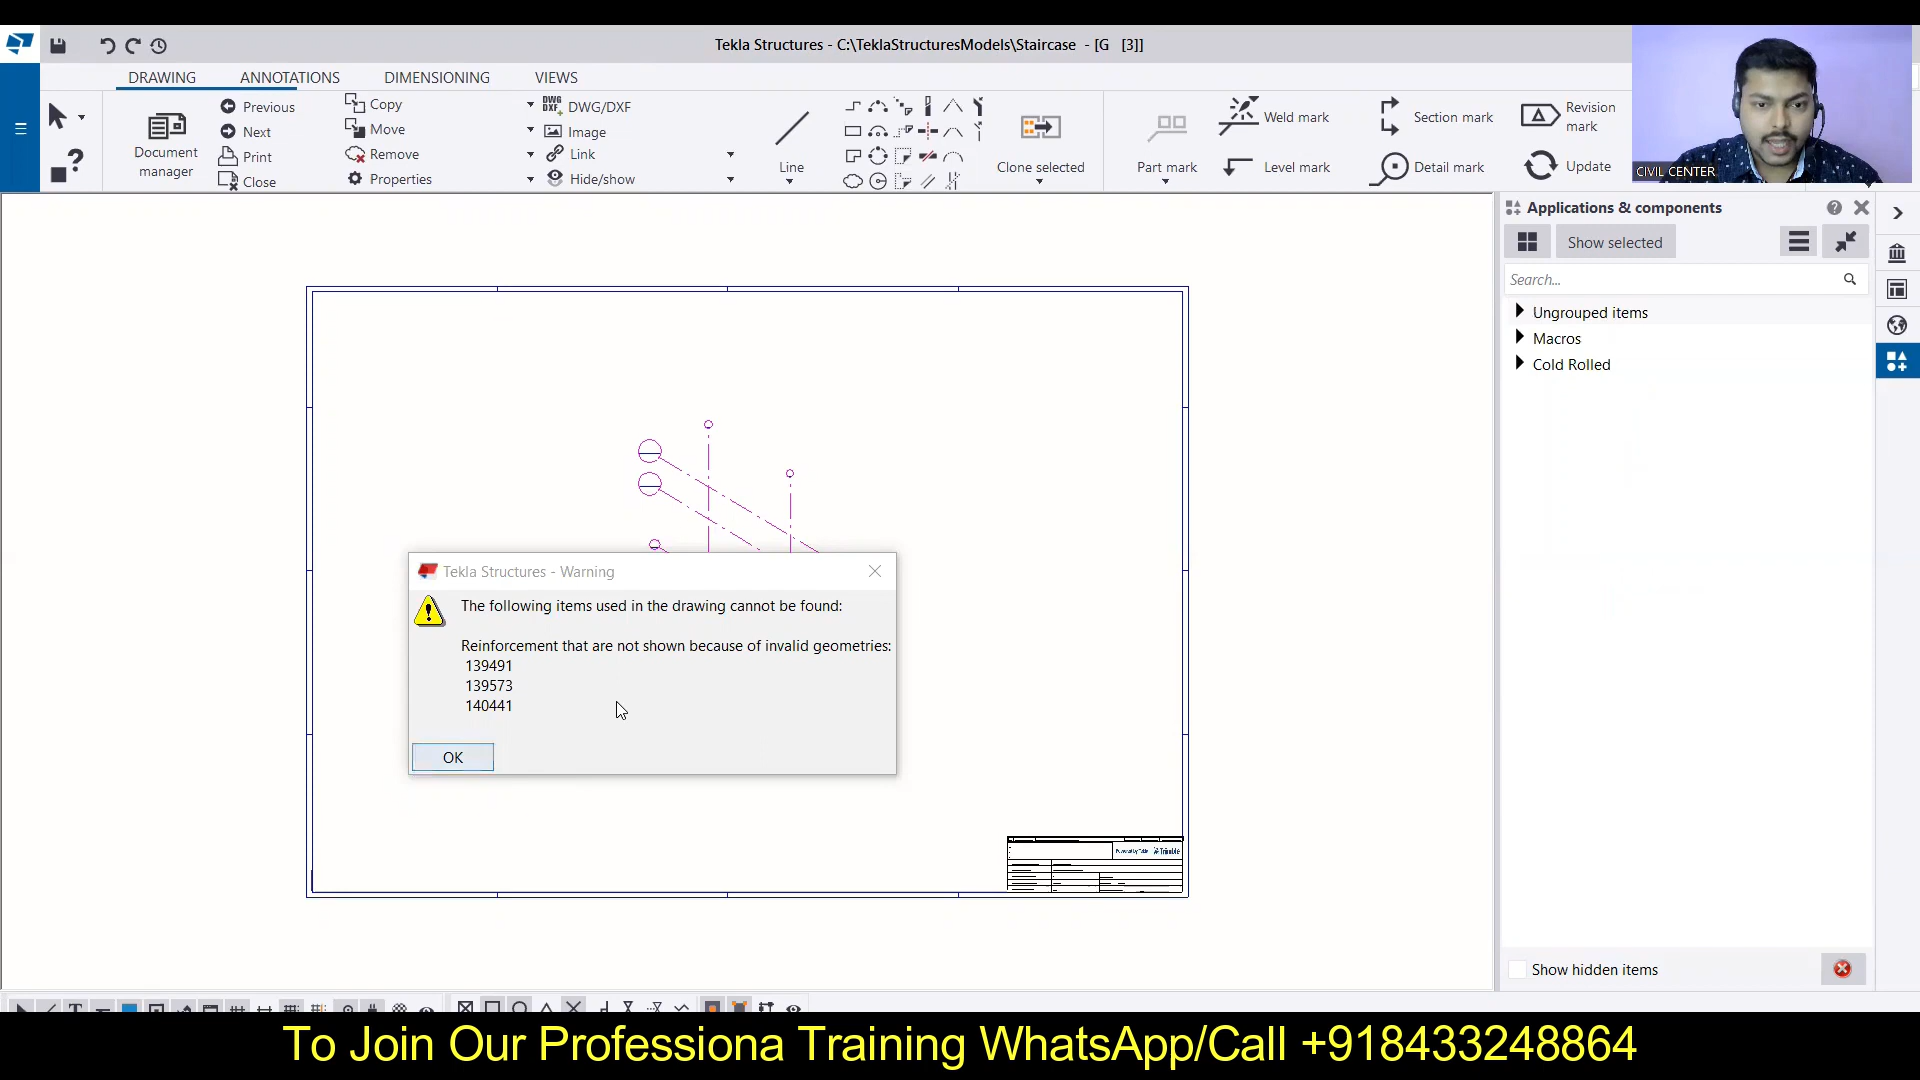 Tekla Structures - C:\TeklaStructuresModels\Staircase - [G [3]]
DRAWING
ANNOTATIONS
DIMENSIONING
VIEWS
Document manager
Previous
Next
Print
Close
Copy
Move
Remove
Properties
DWG/DXF
Image
Link
Hide/show
Line
Clone selected
Part mark
Weld mark
Level mark
Section mark
Detail mark
Revision mark
Update
CIVIL CENTER
Applications & components
Show selected
Search...
Ungrouped items
Macros
Cold Rolled
Tekla Structures - Warning
The following items used in the drawing cannot be found:
Reinforcement that are not shown because of invalid geometries:
139491
139573
140441
OK
Show hidden items
To Join Our Professiona Training WhatsApp/Call +918433248864